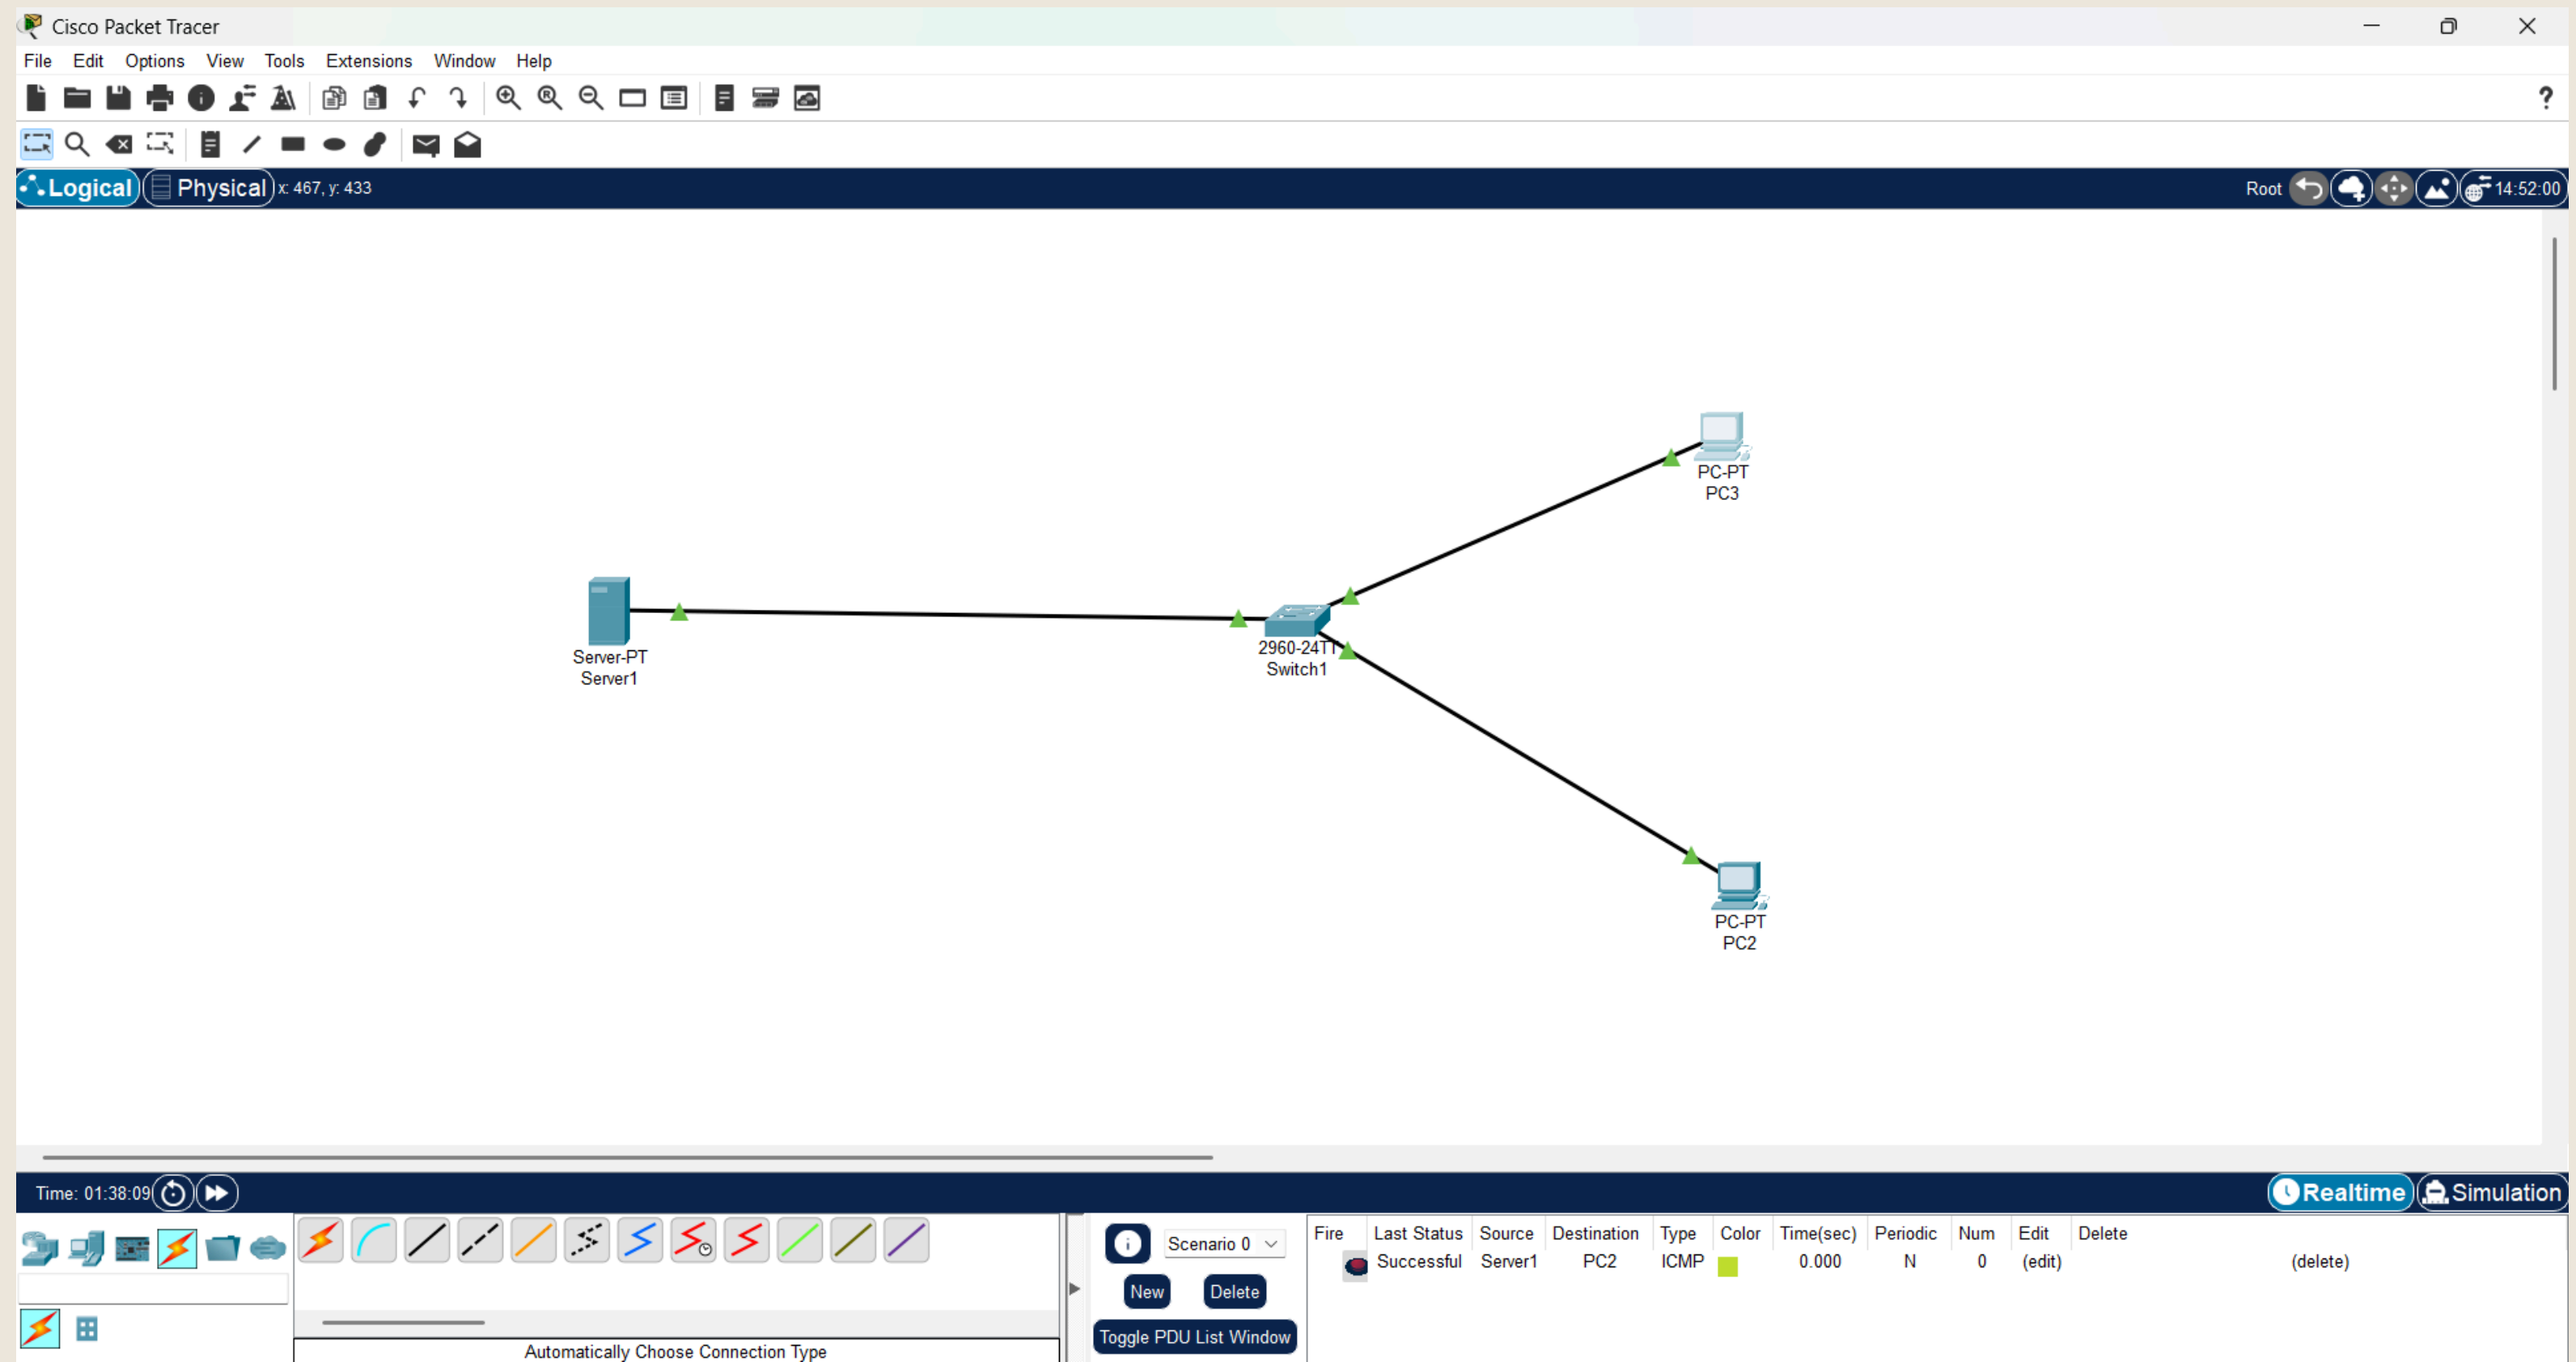 Cisco Packet Tracer
File Edit Options View Tools Extensions Window Help
?
Logical Physical x: 467, y: 433 Root 14:52:00
PC-PT
PC3
Server-PT
Server1
2960-24TT
Switch1
PC-PT
PC2
Time: 01:38:09 Realtime Simulation
Scenario 0
New Delete
Toggle PDU List Window
Fire Last Status Source Destination Type Color Time(sec) Periodic Num Edit Delete
Successful Server1 PC2 ICMP 0.000 N 0 (edit) (delete)
Automatically Choose Connection Type